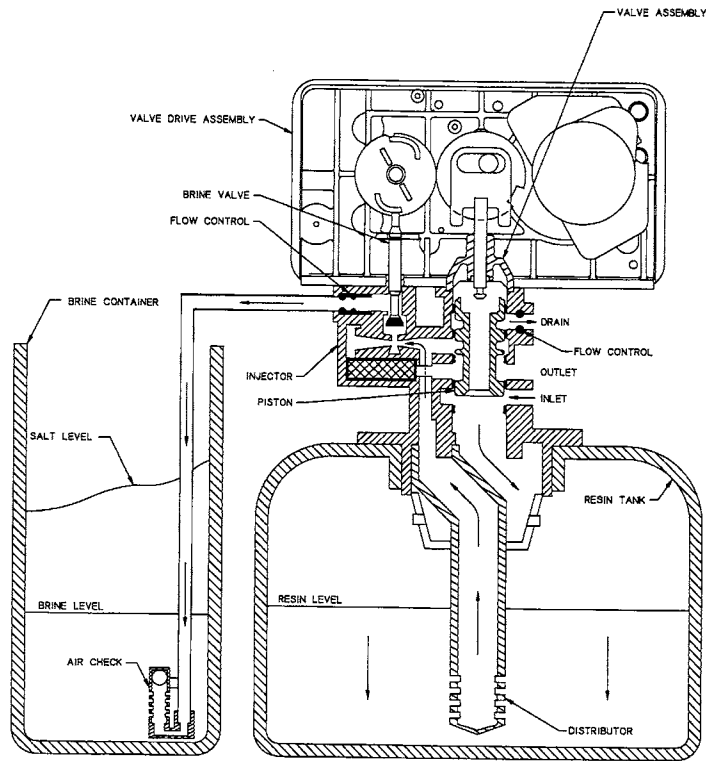 VALVE ASSEMBLY
VALVE DRIVE ASSEMBLY
BRINE VALVE
FLOW CONTROL
BRINE CONTAINER
DRAIN
FLOW CONTROL
INJECTOR
OUTLET
PISTON
INLET
SALT LEVEL
RESIN TANK
BRINE LEVEL
RESIN LEVEL
AIR CHECK
DISTRIBUTOR